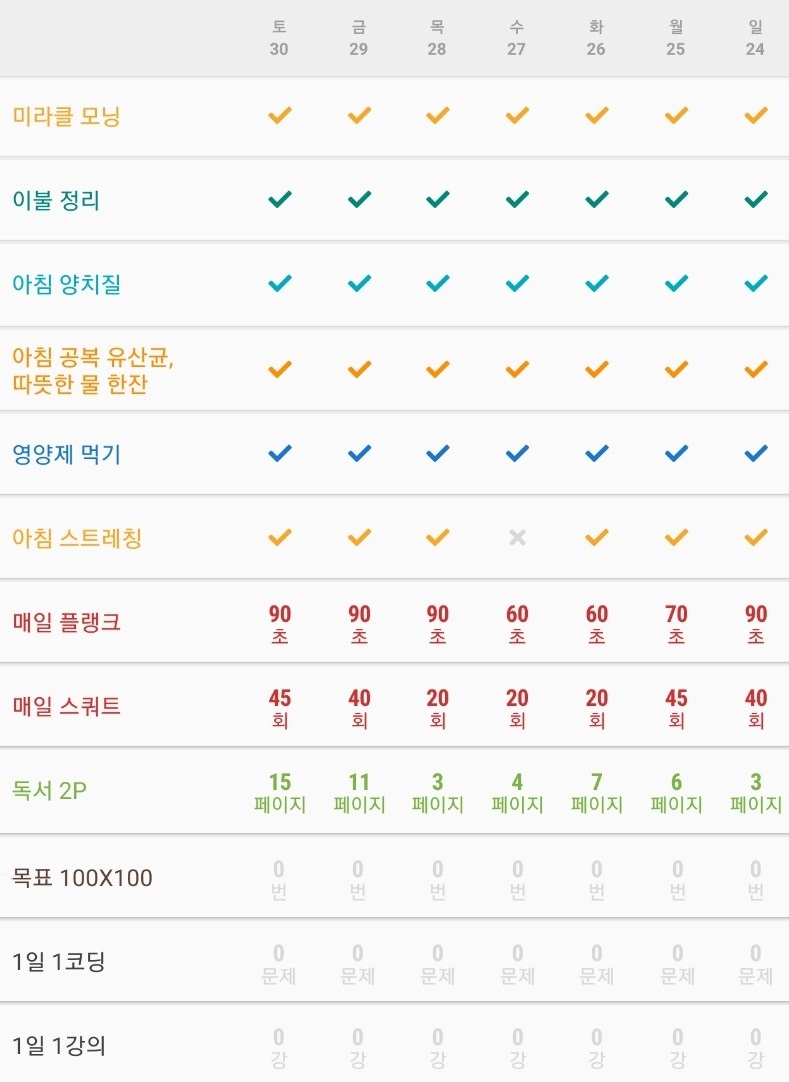 토 금 목 수 화 월 일
30 29 28 27 26 25 24
미라클 모닝
이불 정리
아침 양치질
아침 공복 유산균,
따뜻한 물 한잔
영양제 먹기
아침 스트레칭
매일 플랭크 90 90 90 60 60 70 90
초 초 초 초 초 초 초
매일 스쿼트 45 40 20 20 20 45 40
회 회 회 회 회 회 회
독서 2P 15 11 3 4 7 6 3
페이지 페이지 페이지 페이지 페이지 페이지 페이지
목표 100X100 0 0 0 0 0 0 0
번 번 번 번 번 번 번
1일 1코딩 0 0 0 0 0 0 0
문제 문제 문제 문제 문제 문제 문제
1일 1강의 0 0 0 0 0 0 0
강 강 강 강 강 강 강